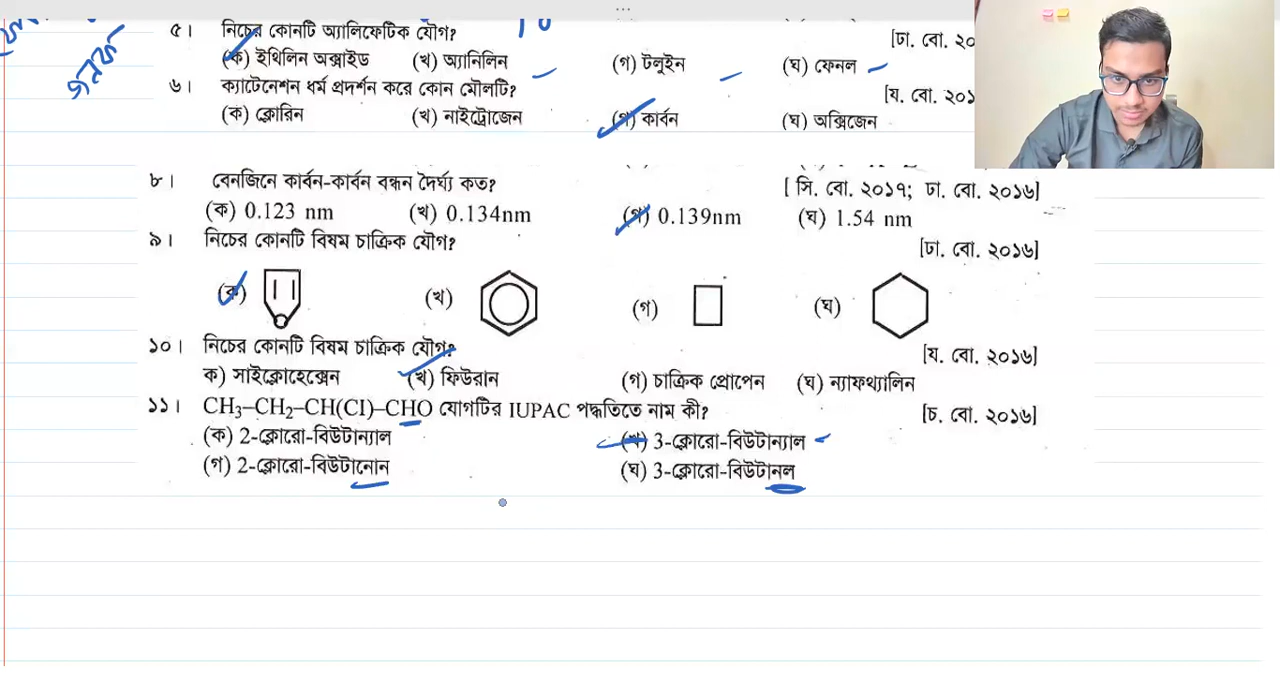 ৫। নিচের কোনটি অ্যালিফেটিক যৌগ? [ঢা. বো. ২০
(ক) ইথিলিন অক্সাইড (খ) অ্যানিলিন (গ) টলুইন (ঘ) ফেনল
৬। ক্যাটেনেশন ধর্ম প্রদর্শন করে কোন মৌলটি? [য. বো. ২০১
(ক) ক্লোরিন (খ) নাইট্রোজেন (গ) কার্বন (ঘ) অক্সিজেন
৮। বেনজিনে কার্বন-কার্বন বন্ধন দৈর্ঘ্য কত? [ সি. বো. ২০১৭; ঢা. বো. ২০১৬]
(ক) 0.123 nm (খ) 0.134nm (গ) 0.139nm (ঘ) 1.54 nm
৯। নিচের কোনটি বিষম চাক্রিক যৌগ? [ঢা. বো. ২০১৬]
(ক) (খ) (গ) (ঘ)
১০। নিচের কোনটি বিষম চাক্রিক যৌগ? [য. বো. ২০১৬]
ক) সাইক্লোহেক্সেন (খ) ফিউরান (গ) চাক্রিক প্রোপেন (ঘ) ন্যাফথ্যালিন
১১। CH₃–CH₂–CH(CI)–CHO যোগটির IUPAC পদ্ধতিতে নাম কী? [চ. বো. ২০১৬]
(ক) 2-ক্লোরো-বিউটান্যাল (খ) 3-ক্লোরো-বিউটান্যাল
(গ) 2-ক্লোরো-বিউটানোন (ঘ) 3-ক্লোরো-বিউটানল